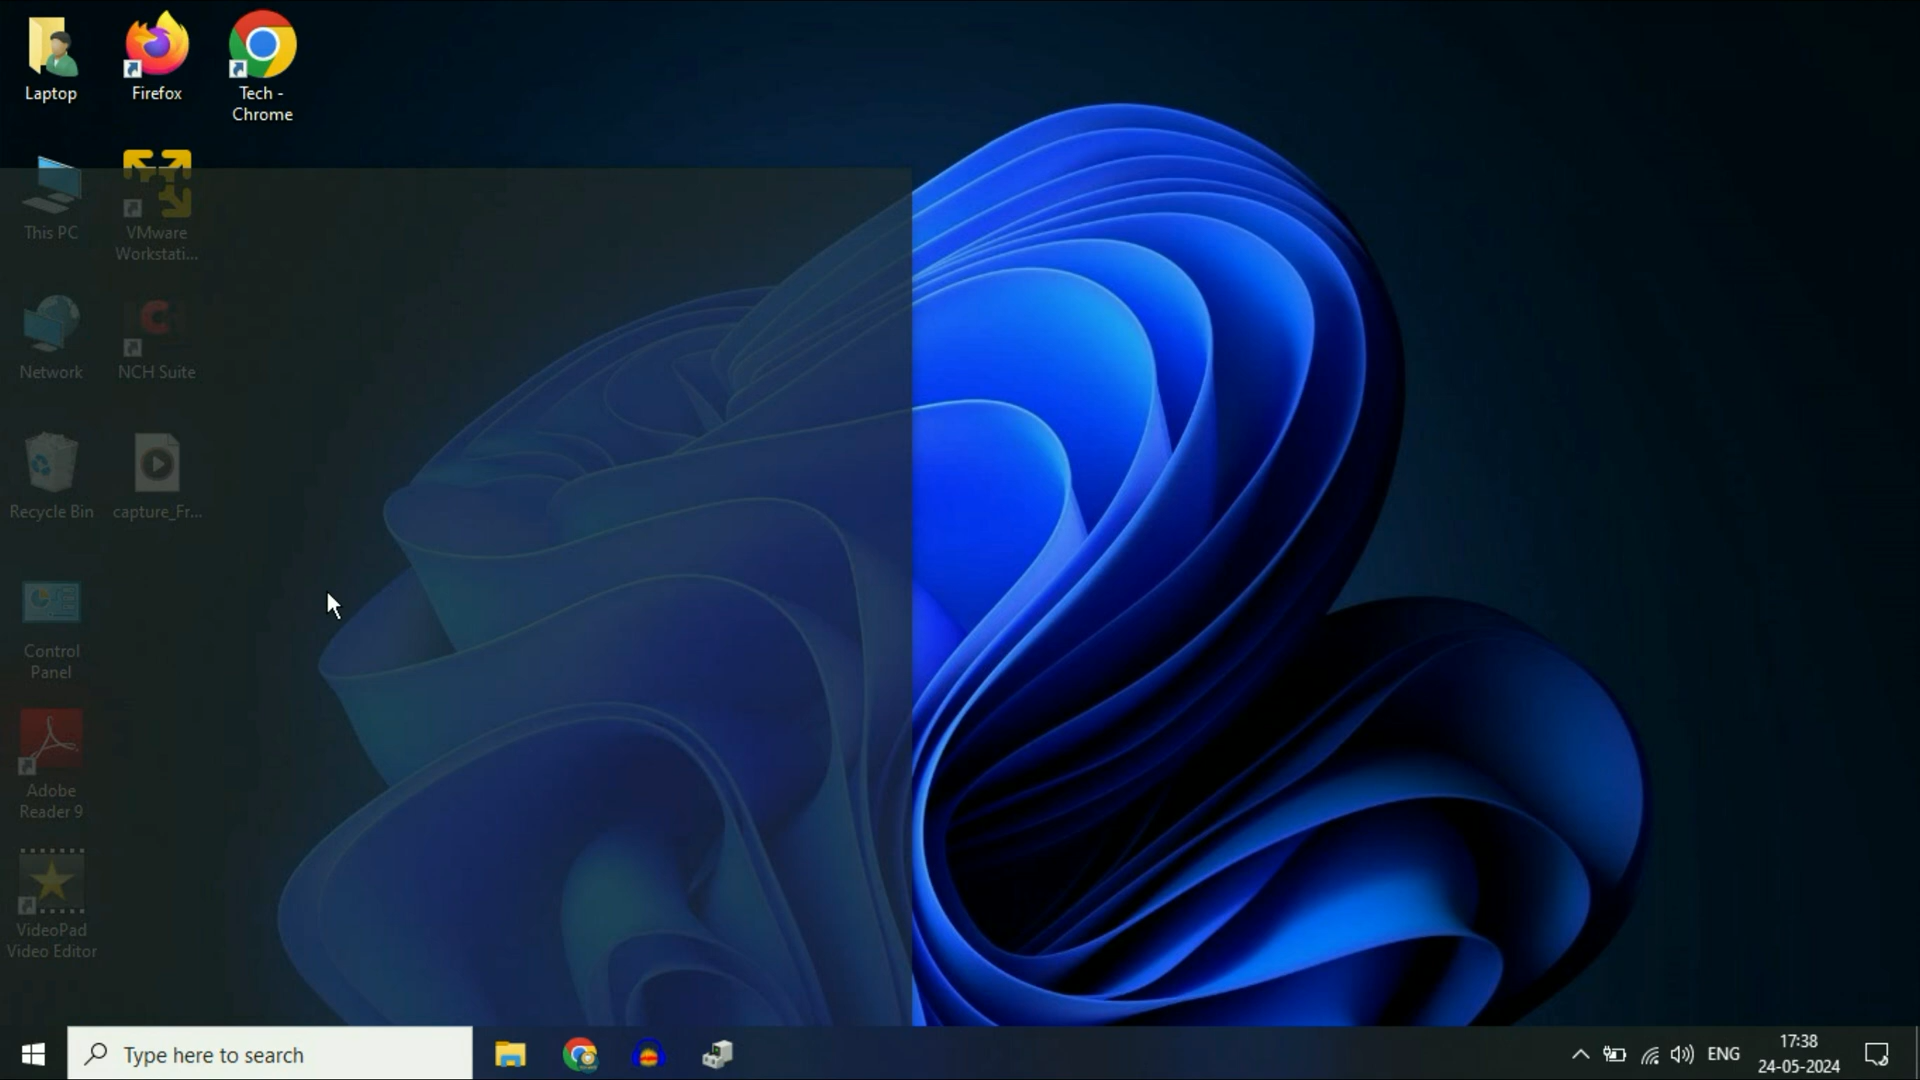 Laptop
Firefox
Tech -
Chrome
This PC
VMware
Workstati...
Network
NCH Suite
Recycle Bin
capture_Fr...
Control
Panel
Adobe
Reader 9
VideoPad
Video Editor
Type here to search
ENG
17:38
24-05-2024